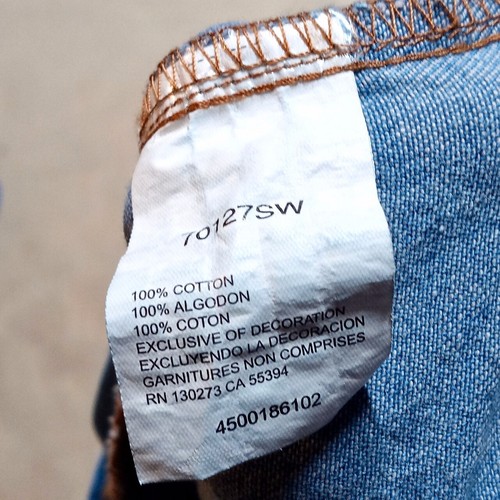 70127SW
100% COTTON
100% ALGODON
100% COTON
EXCLUSIVE OF DECORATION
EXCLUYENDO LA DECORACION
GARNITURES NON COMPRISES
RN 130273 CA 55394
4500186102